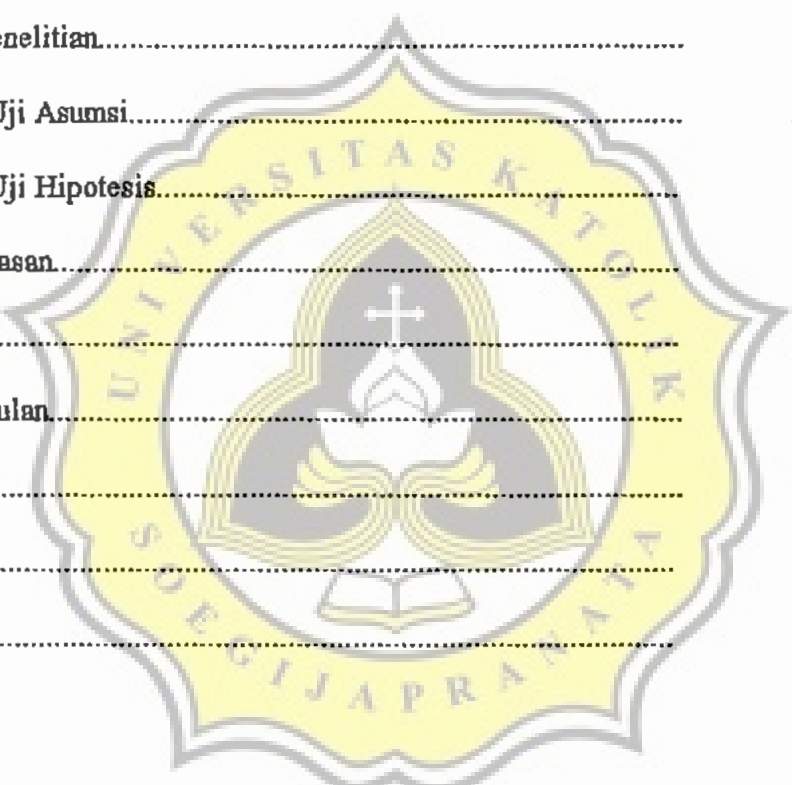 enelitian
Uji Asumsi
Uji Hipotesis
asan
ulan
UNIVERSITAS KATOLIK
SOEGIJAPRANATA